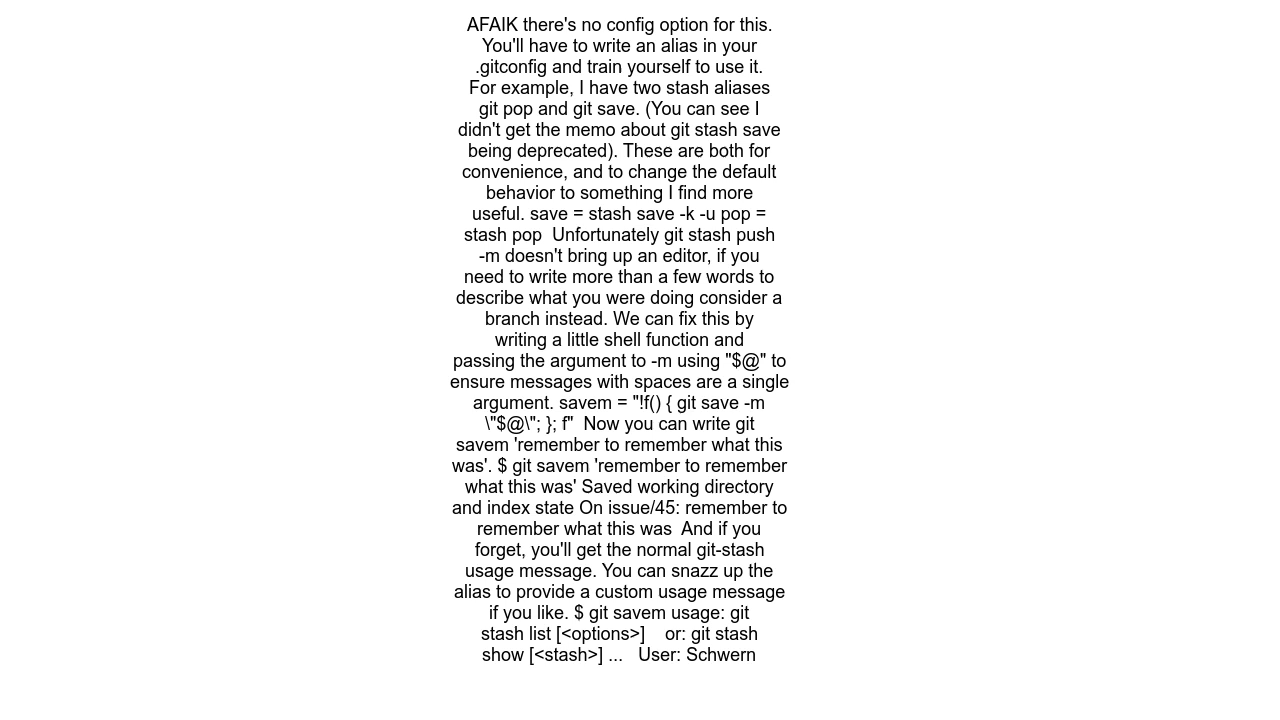 AFAIK there's no config option for this.
You'll have to write an alias in your
.gitconfig and train yourself to use it.
For example, I have two stash aliases
git pop and git save. (You can see I
didn't get the memo about git stash save
being deprecated). These are both for
convenience, and to change the default
behavior to something I find more
useful. save = stash save -k -u pop =
stash pop  Unfortunately git stash push
-m doesn't bring up an editor, if you
need to write more than a few words to
describe what you were doing consider a
branch instead. We can fix this by
writing a little shell function and
passing the argument to -m using "$@" to
ensure messages with spaces are a single
argument. savem = "!f() { git save -m
\"$@\"; }; f"  Now you can write git
savem 'remember to remember what this
was'. $ git savem 'remember to remember
what this was' Saved working directory
and index state On issue/45: remember to
remember what this was  And if you
forget, you'll get the normal git-stash
usage message. You can snazz up the
alias to provide a custom usage message
if you like. $ git savem usage: git
stash list [<options>]    or: git stash
show [<stash>] ...   User: Schwern